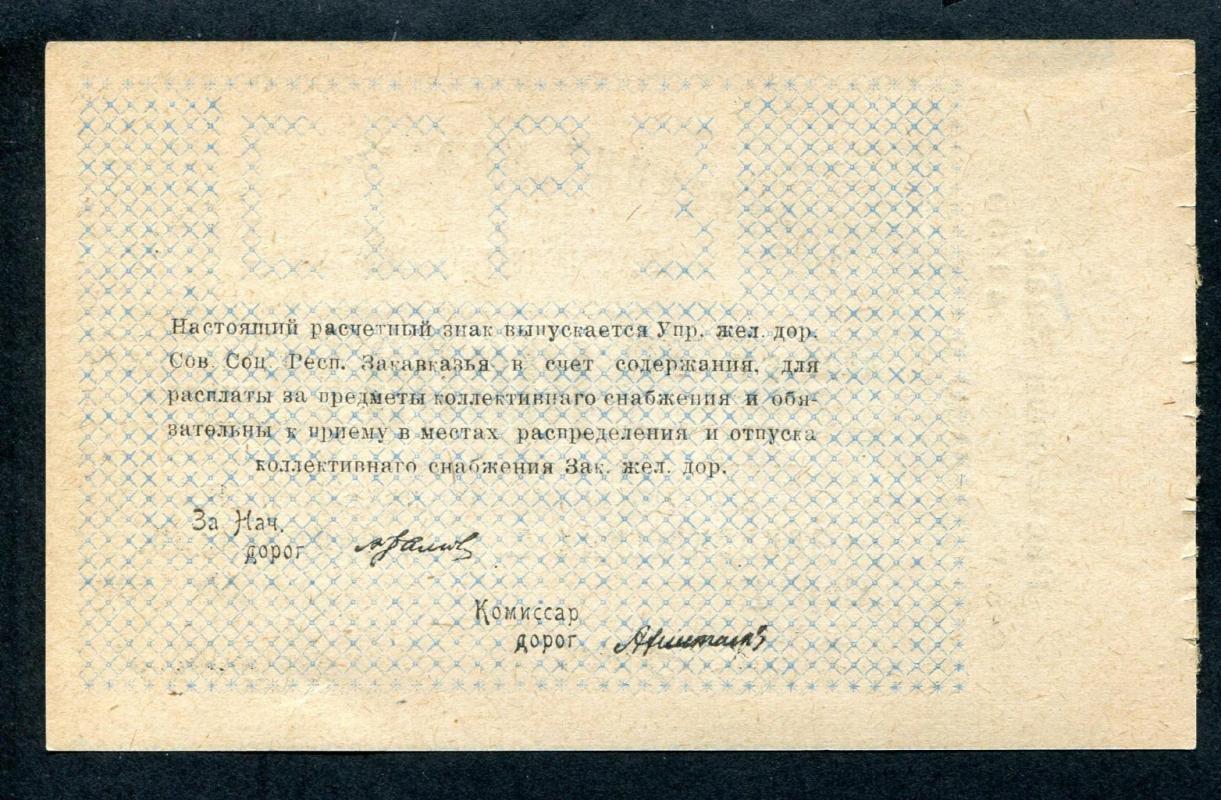 ССРЗ
Настоящий расчетный знак выпускается Упр. жел. дор.
Сов. Соц. Респ. Закавказья в счет содержания, для
расплаты за предметы коллективнаго снабжения и обя-
зательны к приему в местах распределения и отпуска
коллективнаго снабжения Зак. жел. дор.
За Нач.
дорог
Комиссар
дорог